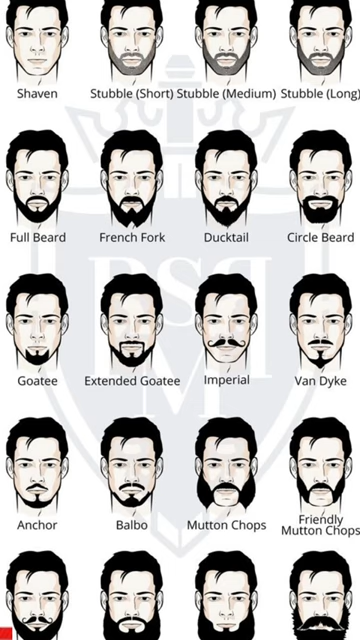 Shaven
Stubble (Short)
Stubble (Medium)
Stubble (Long)
Full Beard
French Fork
Ducktail
Circle Beard
Goatee
Extended Goatee
Imperial
Van Dyke
Anchor
Balbo
Mutton Chops
Friendly
Mutton Chops
PSP
M